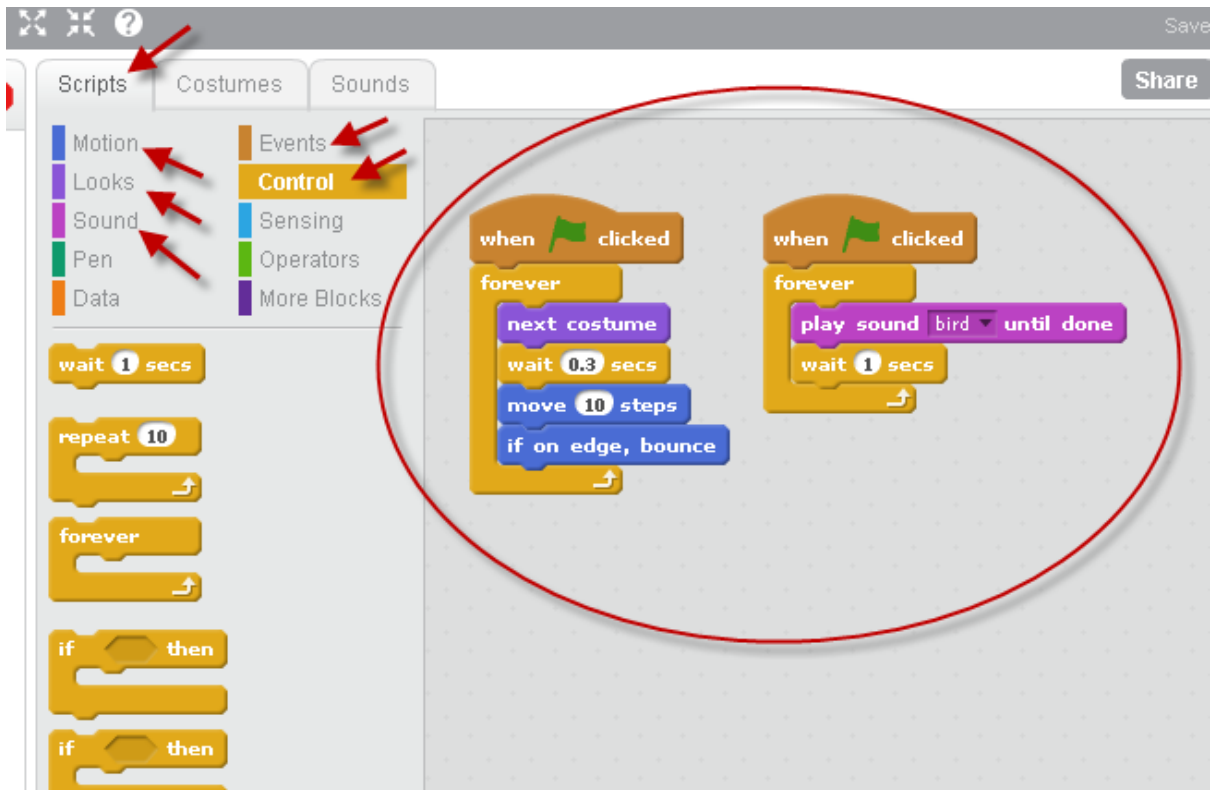 ?
Save
Scripts Costumes Sounds
Share
Motion Events
Looks Control
Sound Sensing
Pen Operators
Data More Blocks
wait 1 secs
repeat 10
forever
if then
if then
when clicked
forever
next costume
wait 0.3 secs
move 10 steps
if on edge, bounce
when clicked
forever
play sound bird until done
wait 1 secs